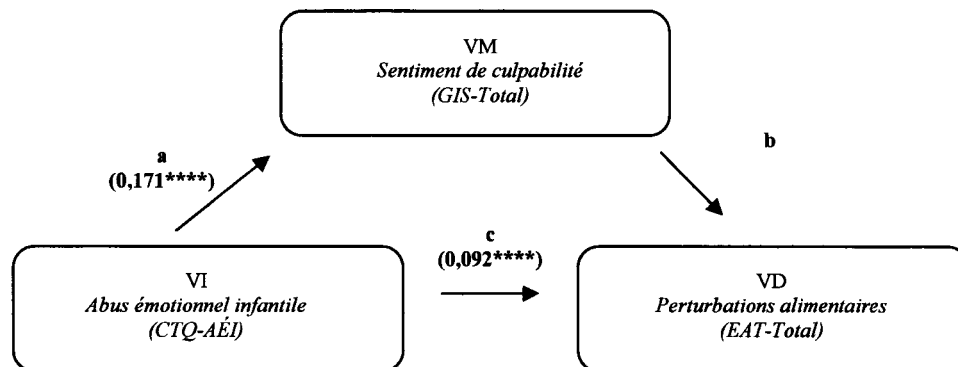 VM
Sentiment de culpabilité
(GIS-Total)
a
(0,171****)
b
c
(0,092****)
VI
Abus émotionnel infantile
(CTQ-AÉI)
VD
Perturbations alimentaires
(EAT-Total)